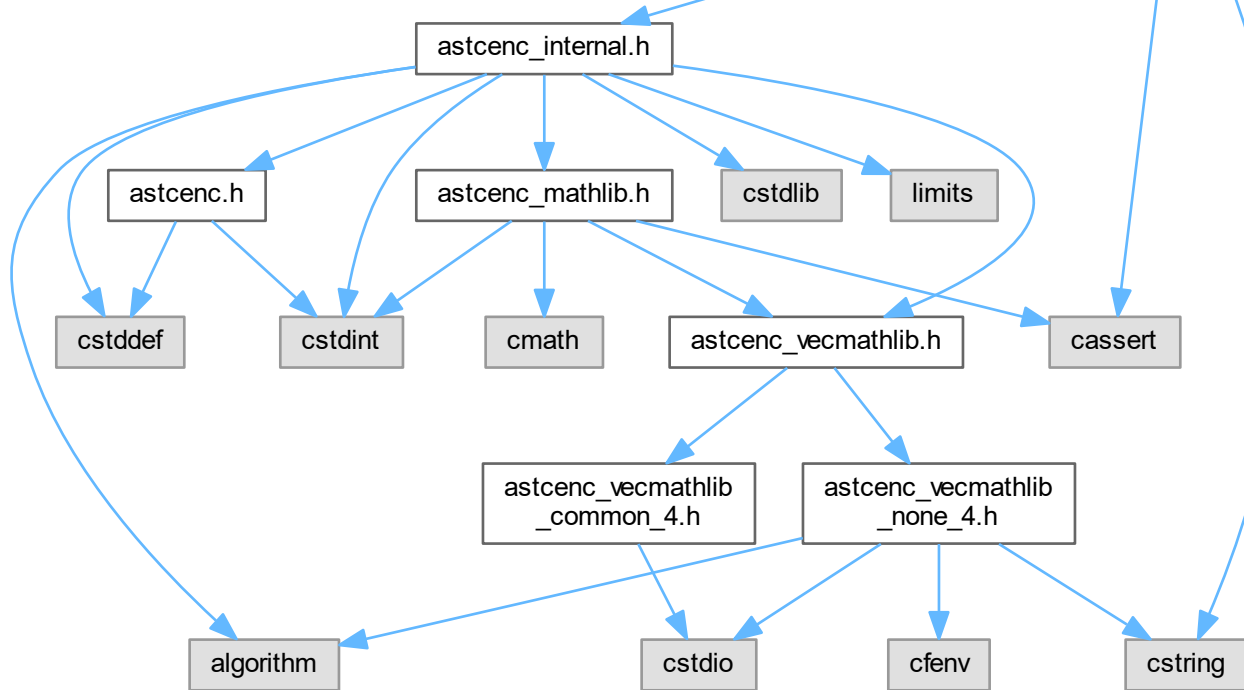 astcenc_internal.h
astcenc.h
astcenc_mathlib.h
cstdlib
limits
cstddef
cstdint
cmath
astcenc_vecmathlib.h
cassert
astcenc_vecmathlib
_common_4.h
astcenc_vecmathlib
_none_4.h
algorithm
cstdio
cfenv
cstring